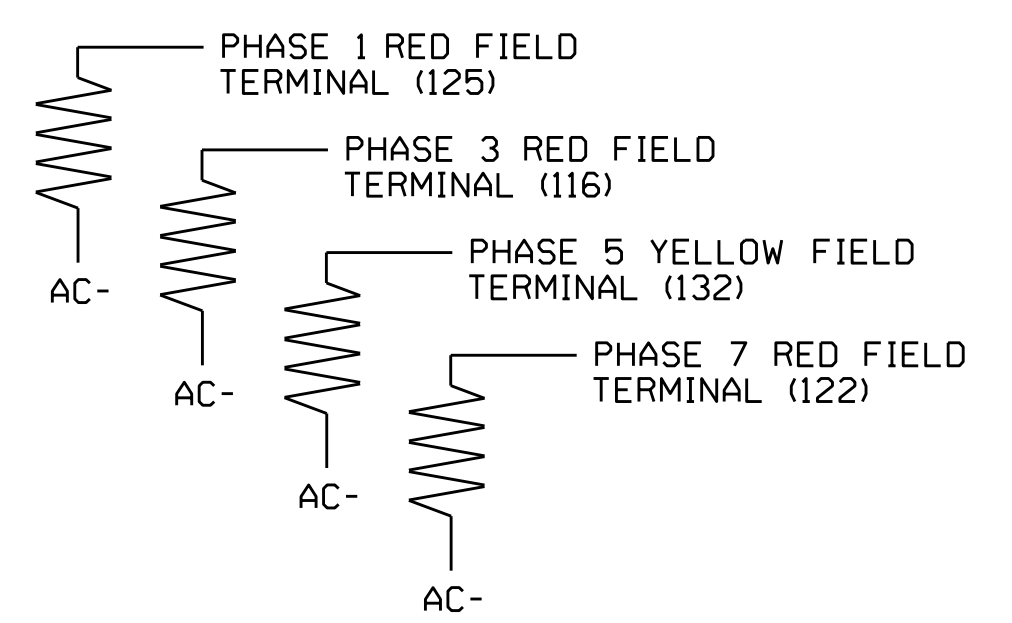 PHASE 1 RED FIELD
TERMINAL (125)
AC-
PHASE 3 RED FIELD
TERMINAL (116)
AC-
PHASE 5 YELLOW FIELD
TERMINAL (132)
AC-
PHASE 7 RED FIELD
TERMINAL (122)
AC-